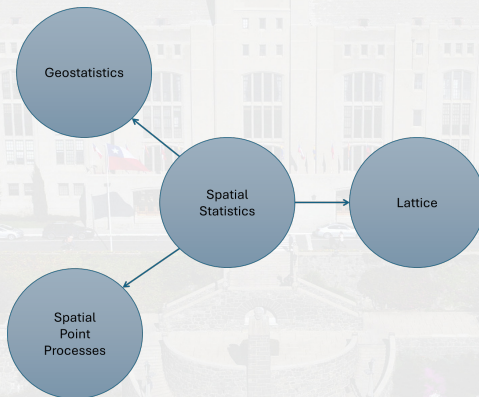 Geostatistics
Spatial
Statistics
Lattice
Spatial
Point
Processes